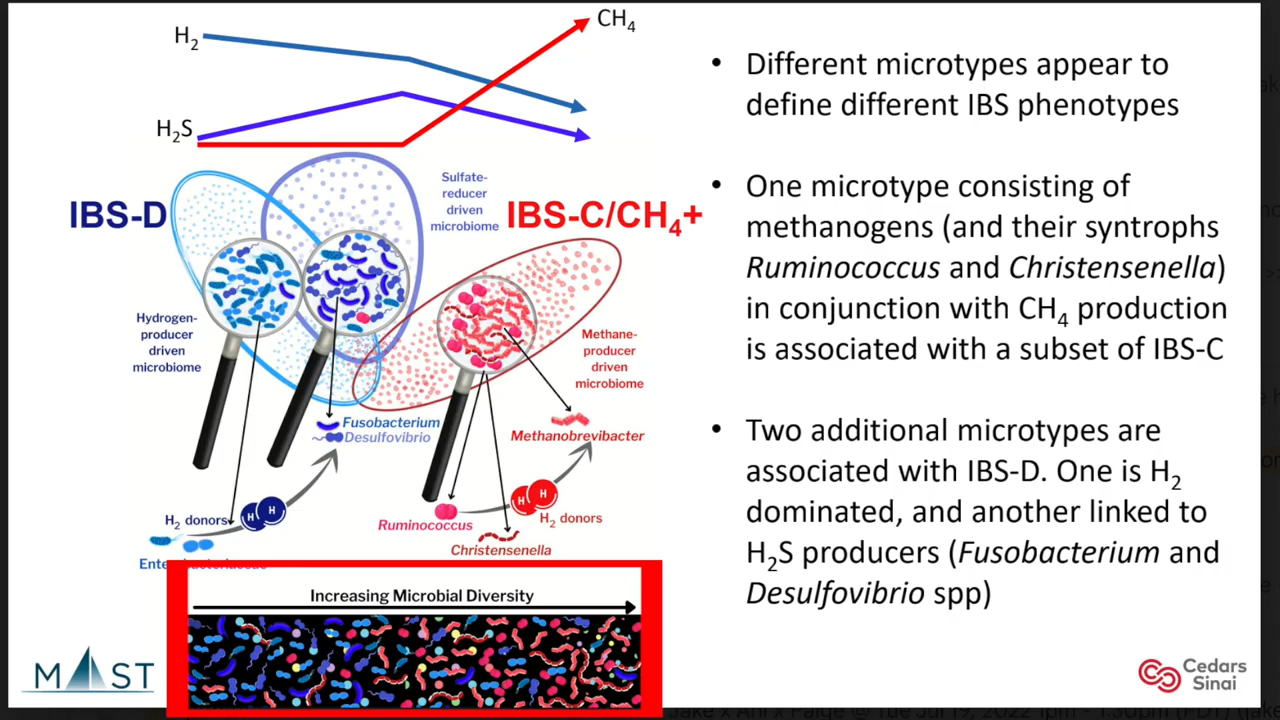 H₂
CH₄
H₂S
IBS-D
Sulfate-
reducer
driven
microbiome
IBS-C/CH₄+
Hydrogen-
producer
driven
microbiome
Methane-
producer
driven
microbiome
Fusobacterium
Desulfovibrio
Methanobrevibacter
H₂ donors
H H
Ruminococcus
H H
H₂ donors
Christensenella
Increasing Microbial Diversity
MAST
• Different microtypes appear to
define different IBS phenotypes
• One microtype consisting of
methanogens (and their syntrophs
Ruminococcus and Christensenella)
in conjunction with CH₄ production
is associated with a subset of IBS-C
• Two additional microtypes are
associated with IBS-D. One is H₂
dominated, and another linked to
H₂S producers (Fusobacterium and
Desulfovibrio spp)
Cedars
Sinai